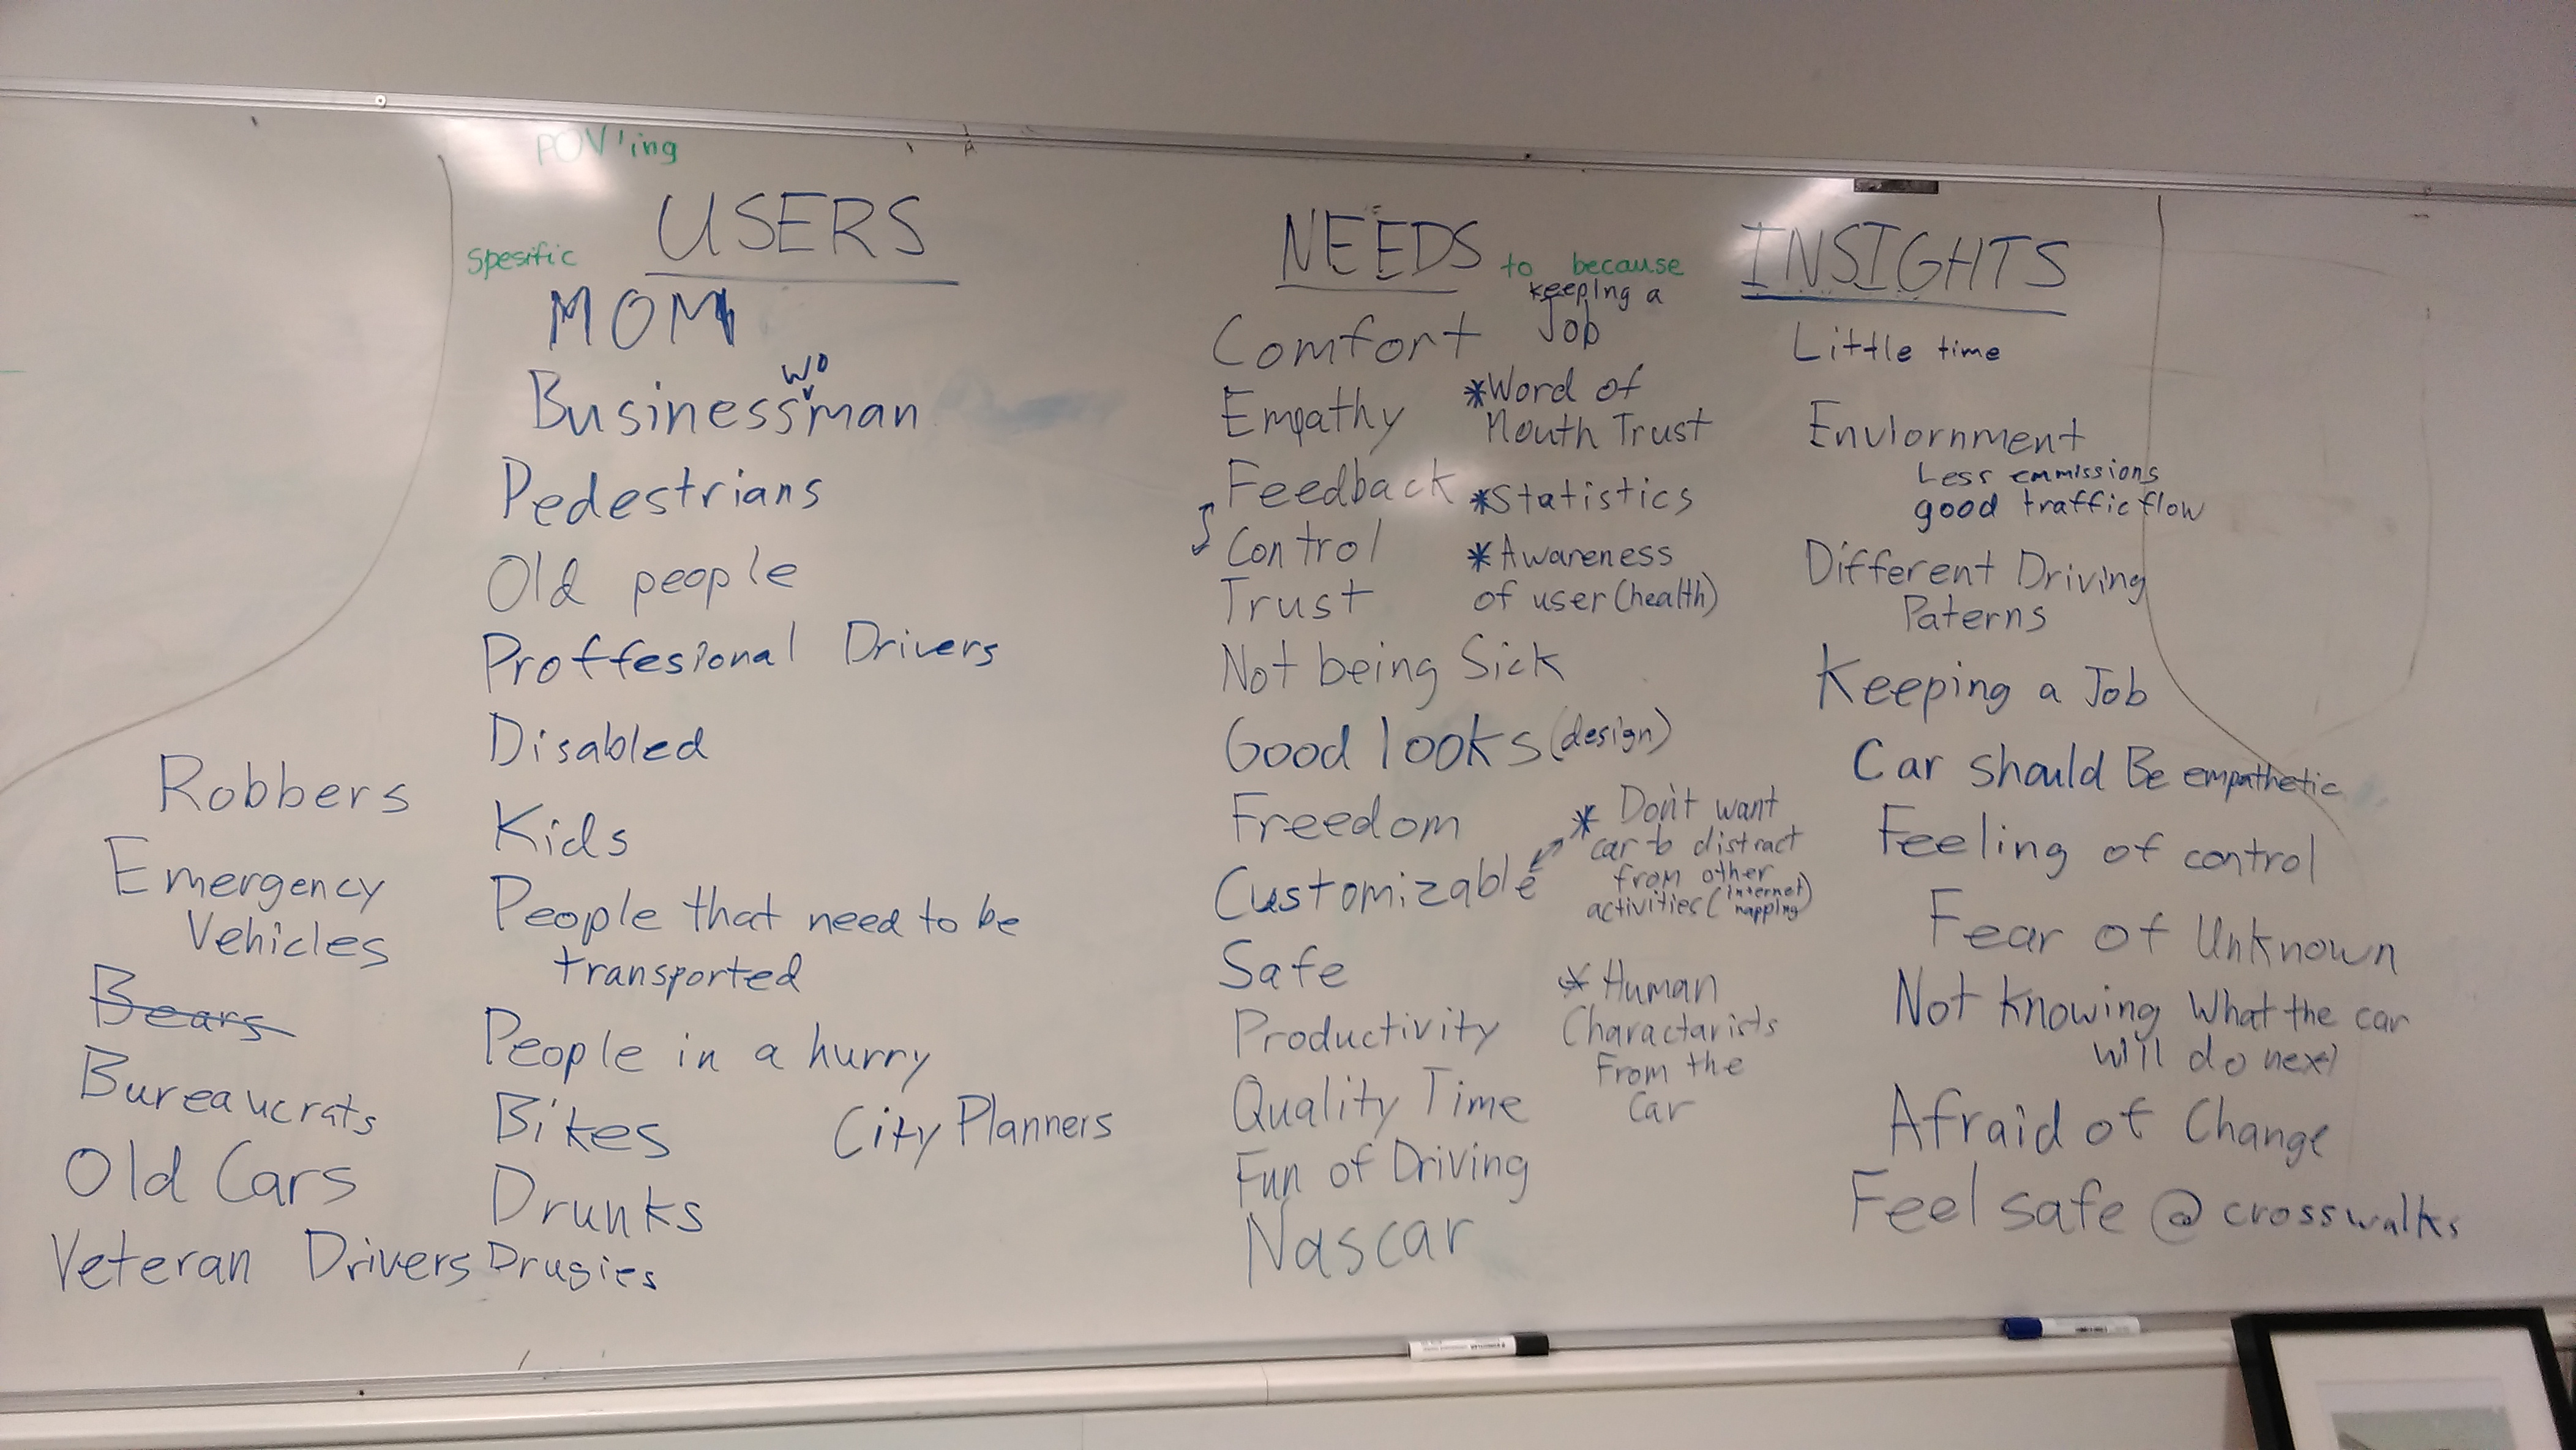 POV'ing
Spesific
USERS
MOM
wo
Businessman
Pedestrians
Old people
Proffesional Drivers
Disabled
Kids
People that need to be
transported
People in a hurry
Bikes
City Planners
Drunks
Drugies
Robbers
Emergency
Vehicles
Bears
Bureaucrats
Old Cars
Veteran Drivers
NEEDS
to because
Comfort
Empathy
Feedback
Control
Trust
Not being Sick
Good looks (design)
Freedom
Customizable
Safe
Productivity
Quality Time
Fun of Driving
Nascar
keeping a
Job
*Word of
Mouth Trust
*Statistics
*Awareness
of user (health)
* Don't want
car to distract
from other
activities (internet
napping)
* Human
Charactarists
From the
Car
INSIGHTS
Little time
Enviornment
Less emmissions
good traffic flow
Different Driving
Paterns
Keeping a Job
Car should Be empathetic
Feeling of control
Fear of Unknown
Not knowing What the car
will do next
Afraid of Change
Feel safe @ crosswalks